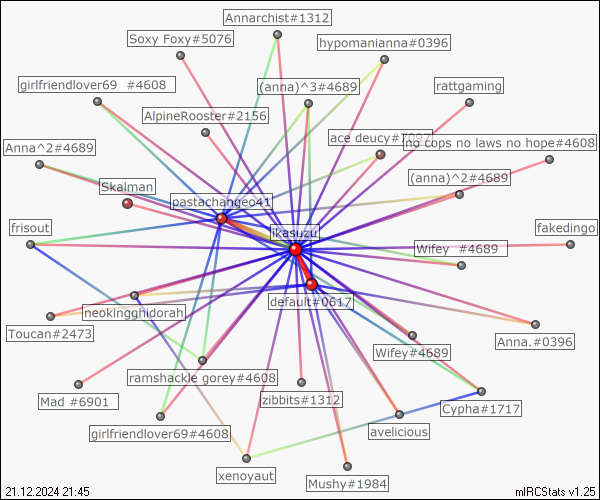 Annarchist#1312
Soxy Foxy#5076
hypomanianna#0396
girlfriendlover69 #4608
(anna)^3#4689
rattgaming
AlpineRooster#2156
ace deucy#7097
no cops no laws no hope#4608
Anna^2#4689
(anna)^2#4689
Skalman
pastachangeo41
frisout
ikasuzu
fakedingo
Wifey #4689
default#0617
neokingghidorah
Toucan#2473
Anna.#0396
Wifey#4689
ramshackle gorey#4608
Mad #6901
zibbits#1312
Cypha#1717
girlfriendlover69#4608
avelicious
xenoyaut
Mushy#1984
21.12.2024 21:45
mIRCStats v1.25